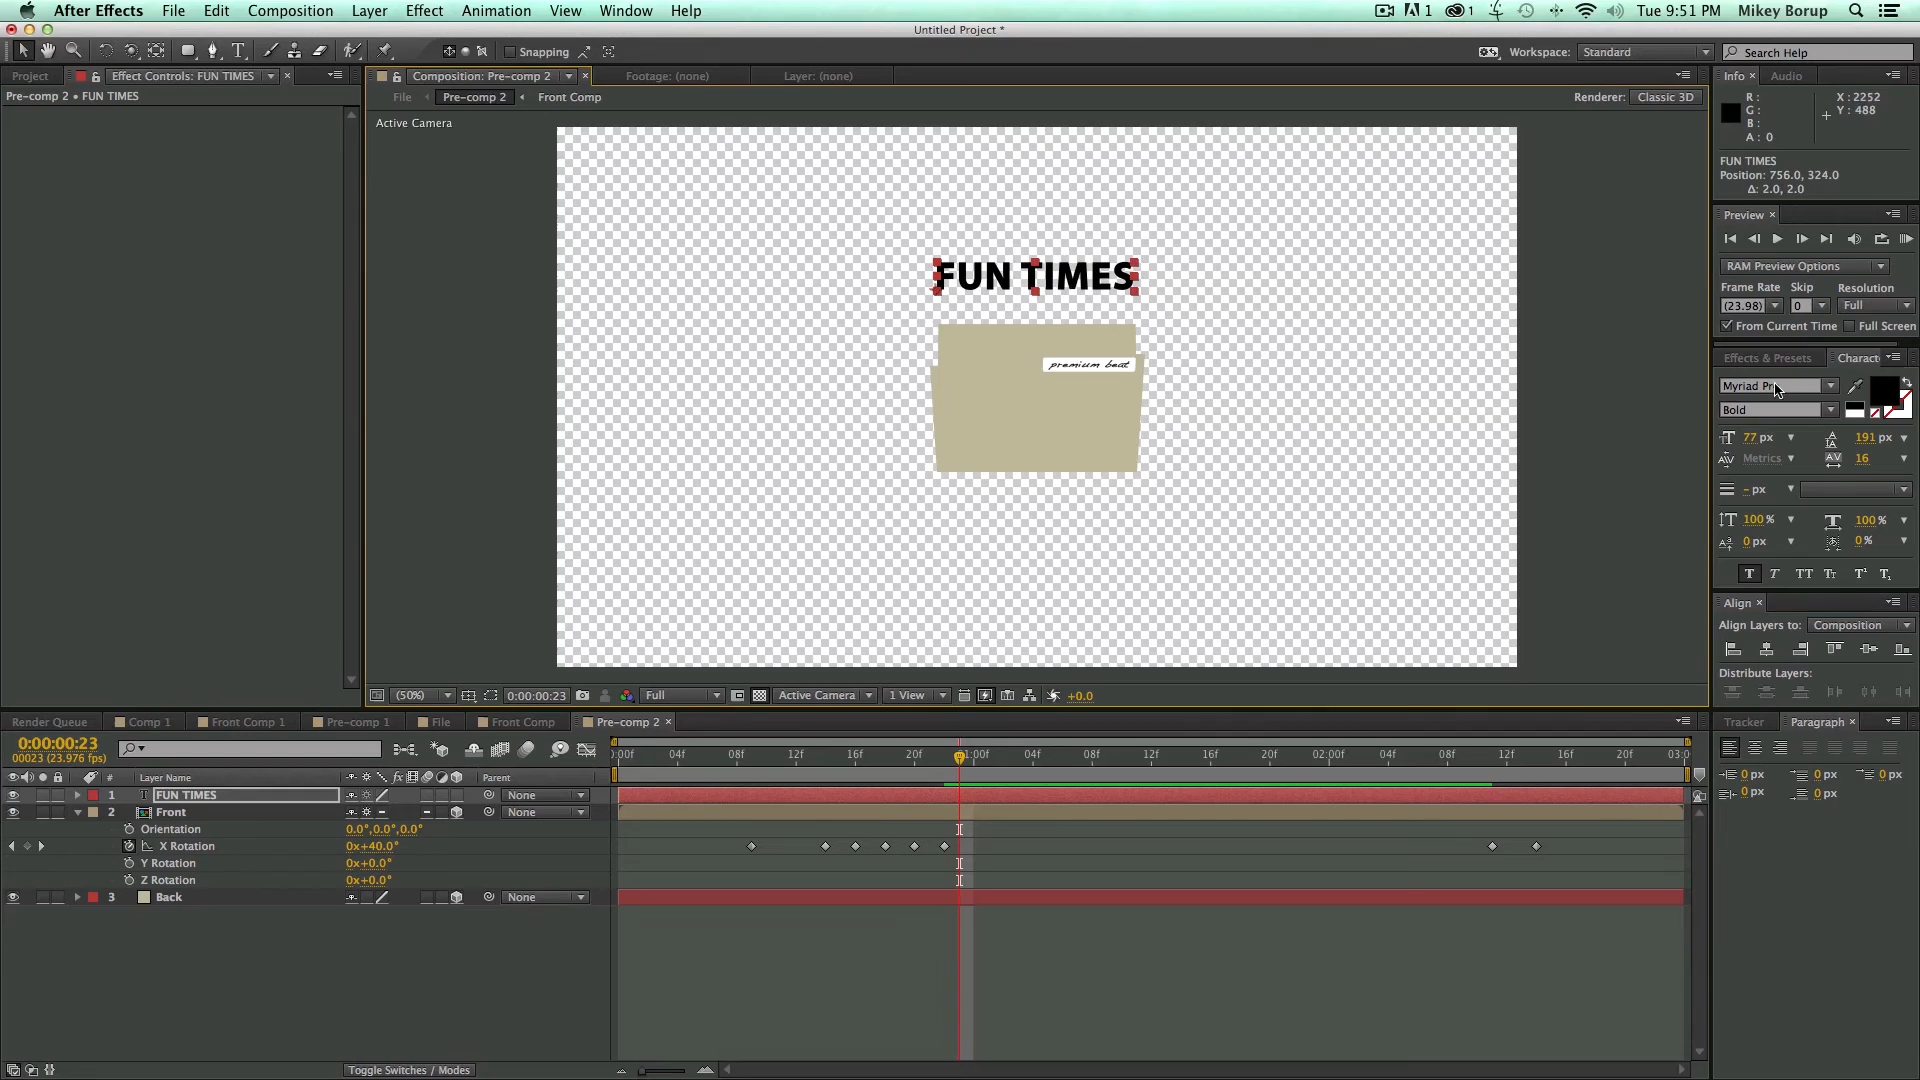 After Effects File Edit Composition Layer Effect Animation View Window Help 1 1 Tue 9:51 PM Mikey Borup
Untitled Project *
Snapping Workspace: Standard Search Help
Project Effect Controls: FUN TIMES Composition: Pre-comp 2 Footage: (none) Layer: (none) Info Audio
Pre-comp 2 • FUN TIMES File Pre-comp 2 Front Comp Renderer: Classic 3D
Active Camera
R :
G :
B :
A : 0
X : 2252
Y : 488
FUN TIMES
Position: 756.0, 324.0
Δ: 2.0, 2.0
Preview
RAM Preview Options
Frame Rate Skip Resolution
(23.98) 0 Full
From Current Time Full Screen
FUN TIMES
premium beat
Effects & Presets Charact
Myriad Pr
Bold
77 px 191 px
Metrics 16
- px
100 % 100 %
0 px 0 %
T T TT Tt T¹ T₁
Align
Align Layers to: Composition
Distribute Layers:
(50%) 0:00:00:23 Full Active Camera 1 View +0.0
Render Queue Comp 1 Front Comp 1 Pre-comp 1 File Front Comp Pre-comp 2 Tracker Paragraph
0:00:00:23
00023 (23.976 fps)
0:00f 04f 08f 12f 16f 20f 1:00f 04f 08f 12f 16f 20f 02:00f 04f 08f 12f 16f 20f 03:0
# Layer Name Parent
1 T FUN TIMES None
2 Front None
Orientation 0.0°,0.0°,0.0°
X Rotation 0x+40.0°
Y Rotation 0x+0.0°
Z Rotation 0x+0.0°
3 Back None
0 px 0 px 0 px
0 px 0 px
Toggle Switches / Modes